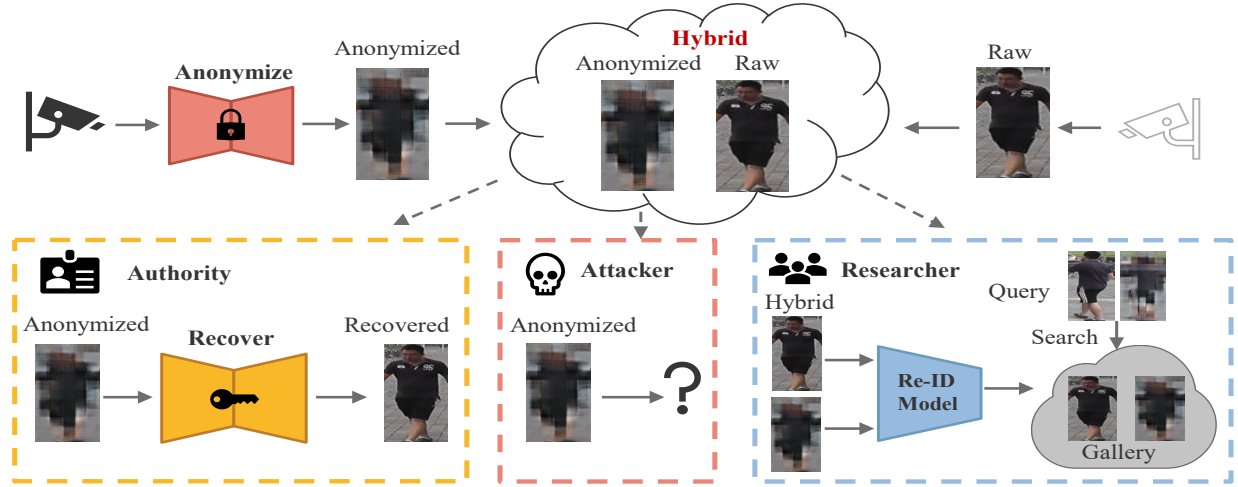 Anonymize
Anonymized
Hybrid
Anonymized
Raw
Raw
Authority
Anonymized
Recover
Recovered
Attacker
Anonymized
?
Researcher
Hybrid
Re-ID
Model
Query
Search
Gallery